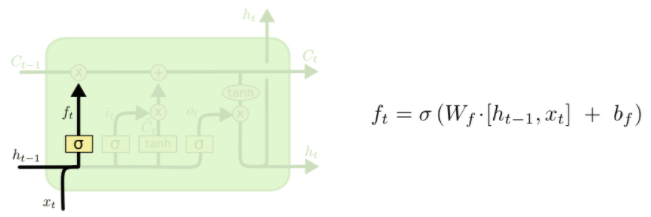 h_t
C_{t-1}
C_t
×
+
tanh
f_t
i_t
C̃_t
o_t
×
×
σ
σ
tanh
σ
h_{t-1}
h_t
x_t
f_t = σ (W_f · [h_{t-1}, x_t] + b_f)